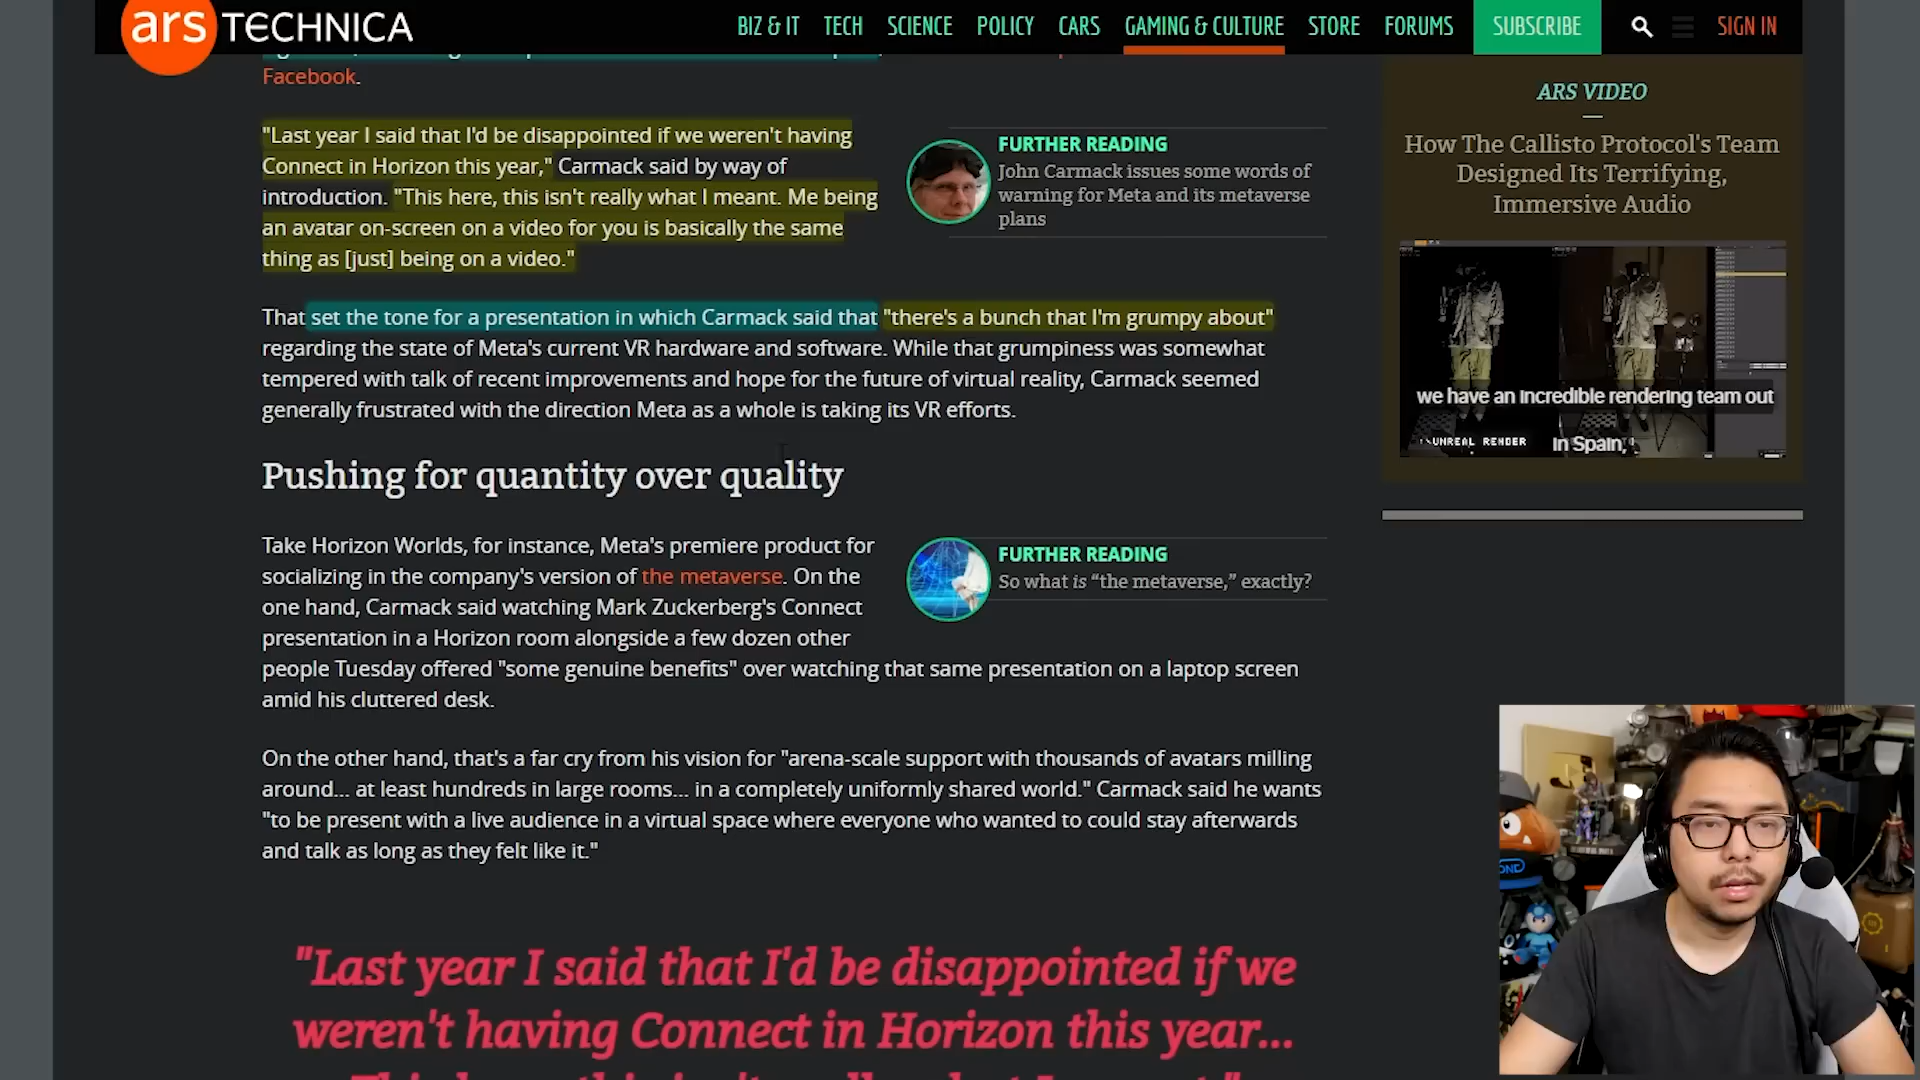 ars TECHNICA
BIZ & IT TECH SCIENCE POLICY CARS GAMING & CULTURE STORE FORUMS SUBSCRIBE SIGN IN
Facebook.
"Last year I said that I'd be disappointed if we weren't having
Connect in Horizon this year," Carmack said by way of
introduction. "This here, this isn't really what I meant. Me being
an avatar on-screen on a video for you is basically the same
thing as [just] being on a video."
FURTHER READING
John Carmack issues some words of
warning for Meta and its metaverse
plans
That set the tone for a presentation in which Carmack said that "there's a bunch that I'm grumpy about"
regarding the state of Meta's current VR hardware and software. While that grumpiness was somewhat
tempered with talk of recent improvements and hope for the future of virtual reality, Carmack seemed
generally frustrated with the direction Meta as a whole is taking its VR efforts.
Pushing for quantity over quality
Take Horizon Worlds, for instance, Meta's premiere product for
socializing in the company's version of the metaverse. On the
one hand, Carmack said watching Mark Zuckerberg's Connect
presentation in a Horizon room alongside a few dozen other
people Tuesday offered "some genuine benefits" over watching that same presentation on a laptop screen
amid his cluttered desk.
FURTHER READING
So what is “the metaverse,” exactly?
On the other hand, that's a far cry from his vision for "arena-scale support with thousands of avatars milling
around... at least hundreds in large rooms... in a completely uniformly shared world." Carmack said he wants
"to be present with a live audience in a virtual space where everyone who wanted to could stay afterwards
and talk as long as they felt like it."
"Last year I said that I'd be disappointed if we
weren't having Connect in Horizon this year...
ARS VIDEO
How The Callisto Protocol's Team
Designed Its Terrifying,
Immersive Audio
we have an incredible rendering team out
UNREAL RENDER
in Spain,